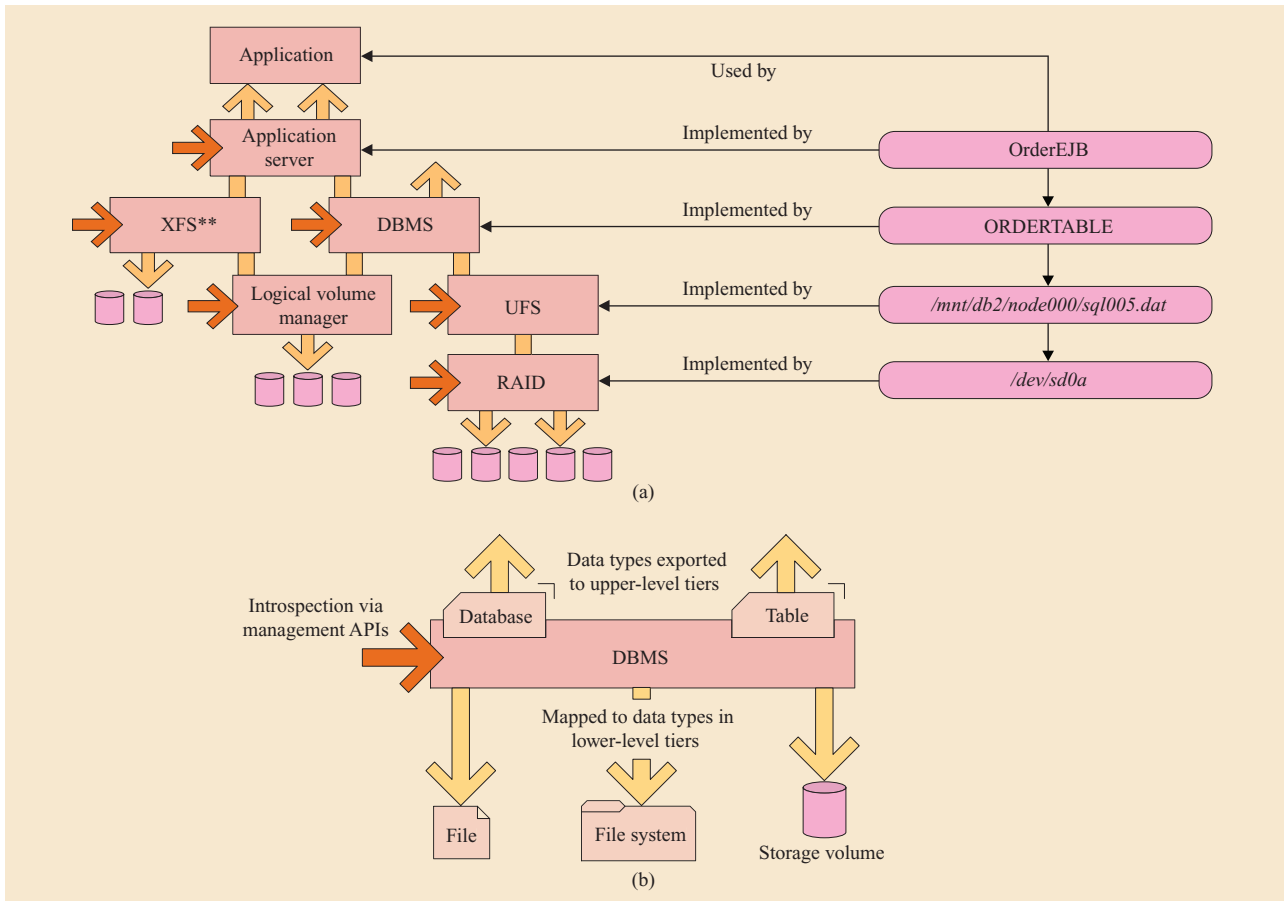 Application
Used by
Application
server
Implemented by
OrderEJB
XFS**
DBMS
Implemented by
ORDERTABLE
Logical volume
manager
UFS
Implemented by
/mnt/db2/node000/sql005.dat
RAID
Implemented by
/dev/sd0a
(a)
Data types exported
to upper-level tiers
Introspection via
management APIs
Database
Table
DBMS
Mapped to data types in
lower-level tiers
File
File system
Storage volume
(b)